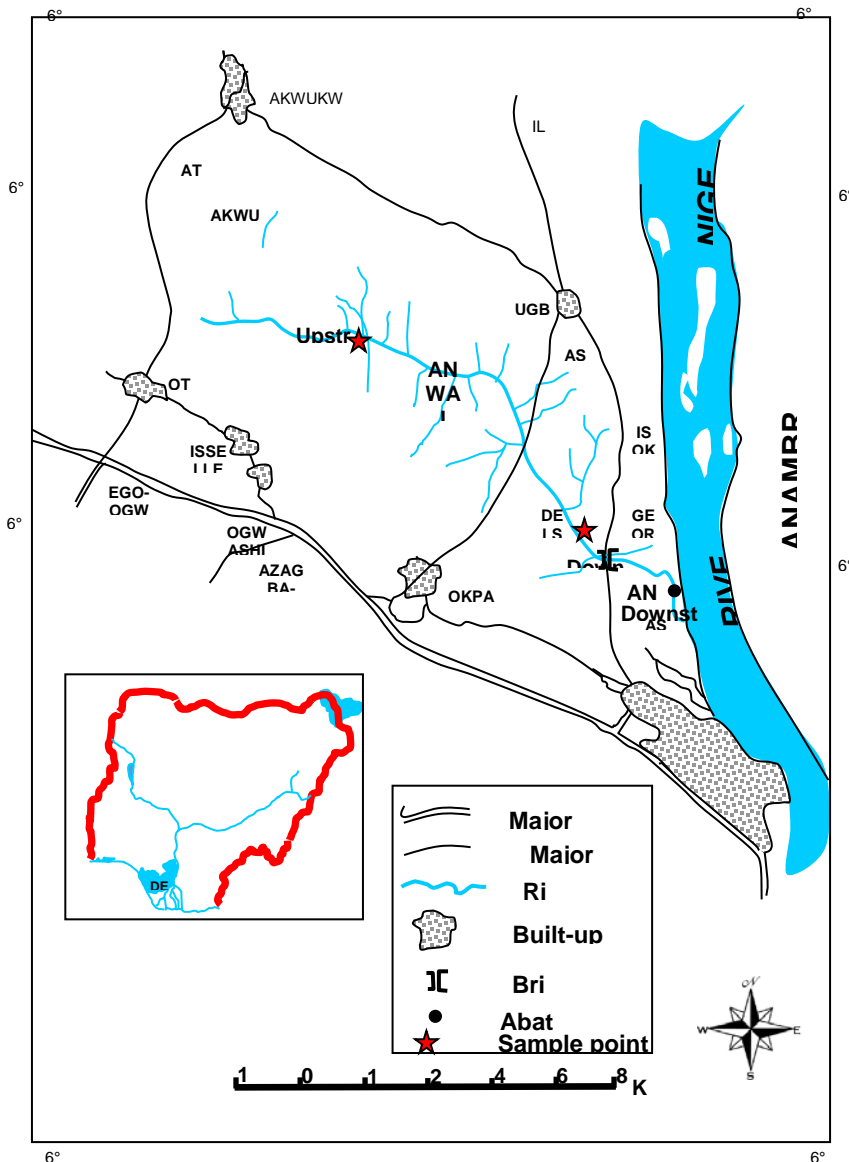 6°
6°
AKWUKW
IL
AT
6°
6°
NIGE
AKWU
UGB
Upstr
AS
AN
WA
OT
ANAMBR
IS
OK
ISSE
LLE
EGO-
OGW
DE
LS
GE
OR
6°
OGW
ASHI
Down
6°
AZAG
BA-
OKPA
AN
RIVE
Downst
AS
DE
Major
Major
Ri
Built-up
Bri
Abat
Sample point
N
W
E
S
1 0 1 2 4 6 8 K
6°
6°